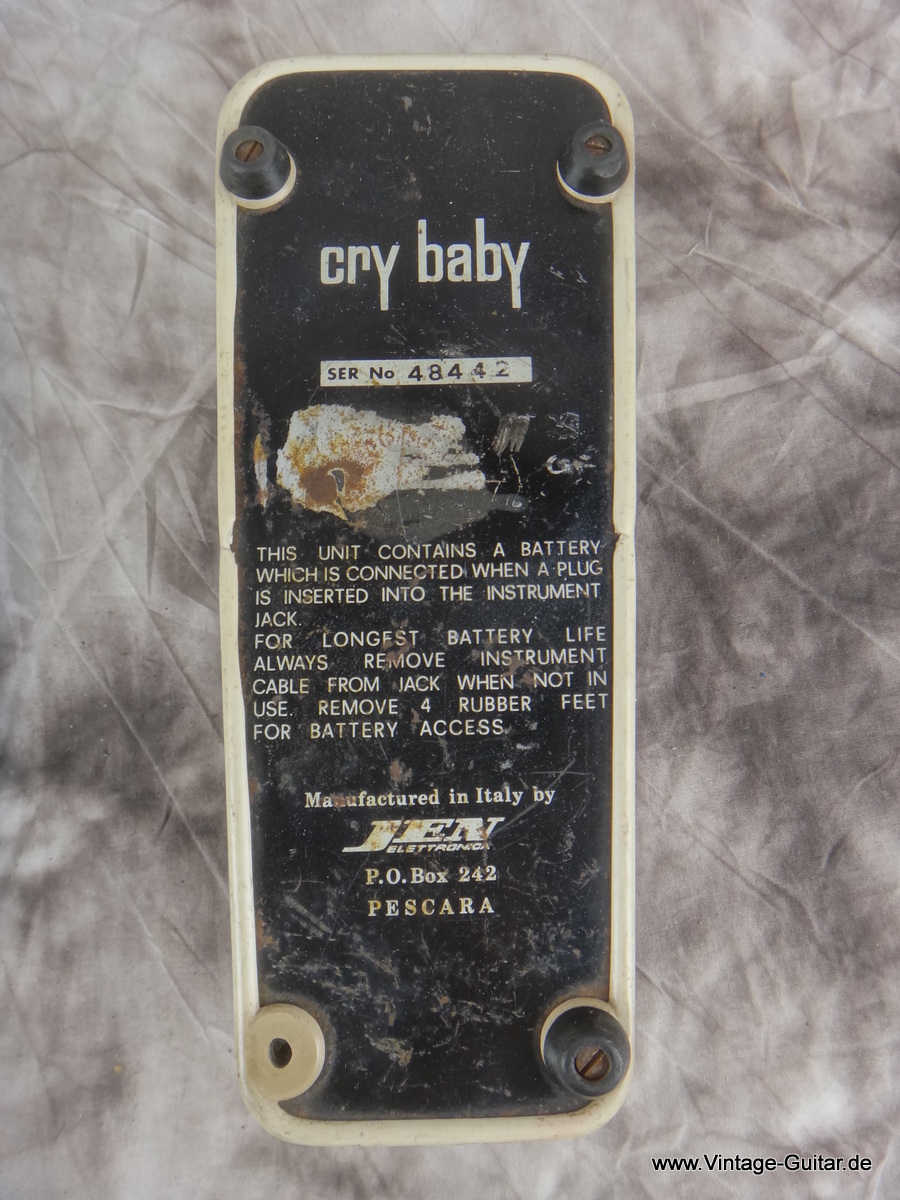 cry baby
SER No 48442
THIS UNIT CONTAINS A BATTERY
WHICH IS CONNECTED WHEN A PLUG
IS INSERTED INTO THE INSTRUMENT
JACK.
FOR LONGEST BATTERY LIFE
ALWAYS REMOVE INSTRUMENT
CABLE FROM JACK WHEN NOT IN
USE. REMOVE 4 RUBBER FEET
FOR BATTERY ACCESS.
Manufactured in Italy by
JEN
ELETTRONICA
P.O.Box 242
PESCARA
www.Vintage-Guitar.de